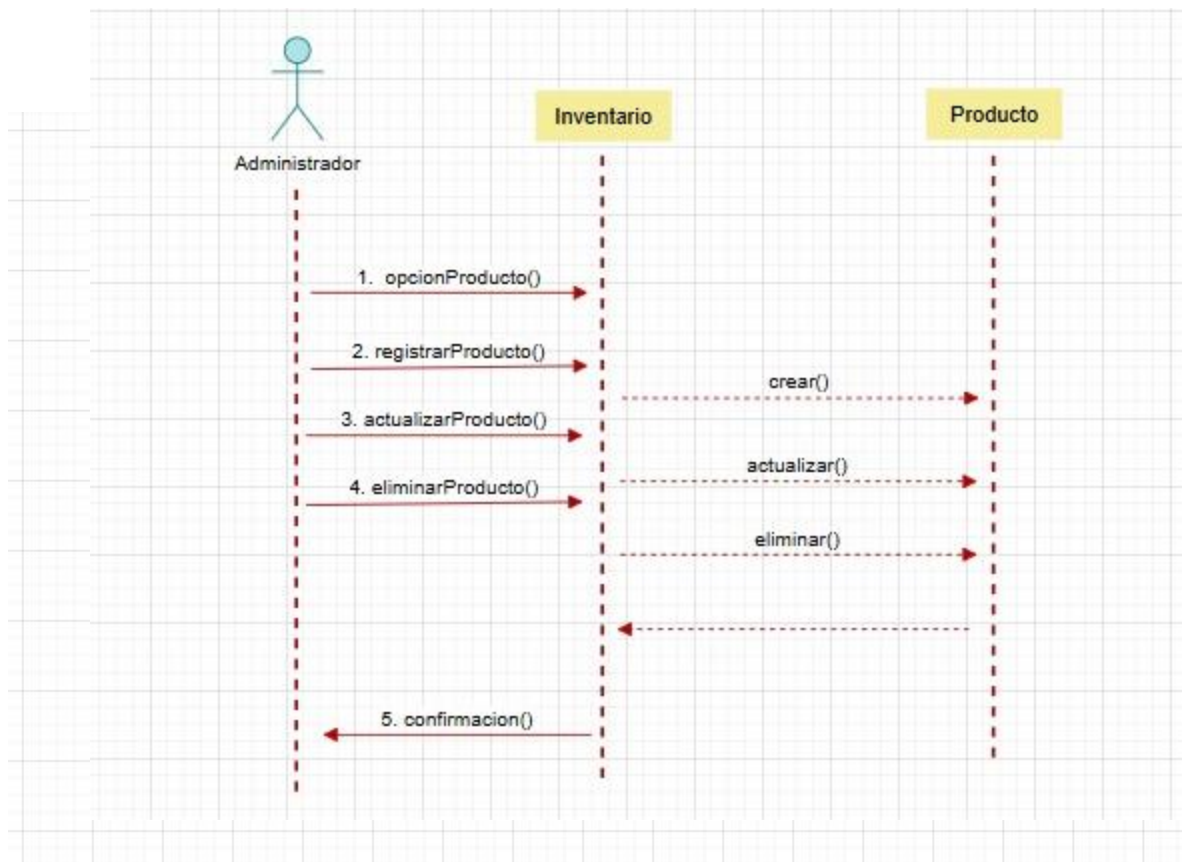 Administrador
Inventario
Producto
1. opcionProducto()
2. registrarProducto()
crear()
3. actualizarProducto()
actualizar()
4. eliminarProducto()
eliminar()
5. confirmacion()